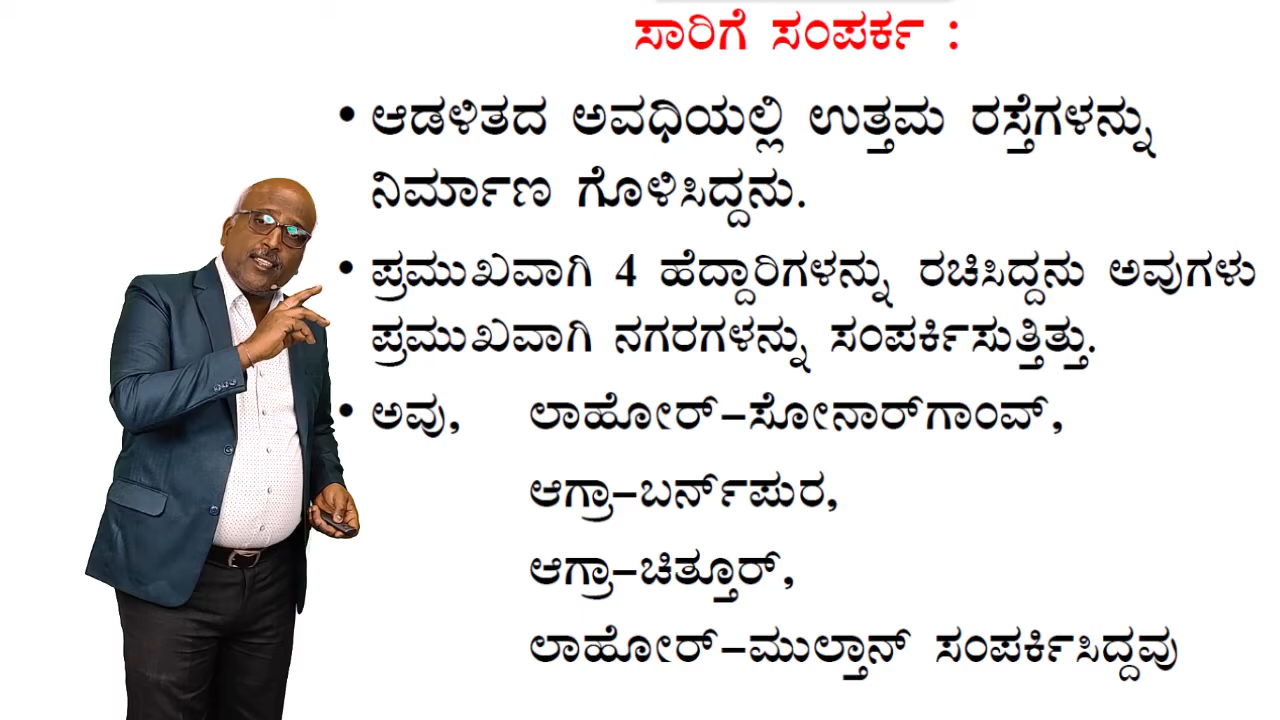 ಸಾರಿಗೆ ಸಂಪರ್ಕ :
• ಆಡಳಿತದ ಅವಧಿಯಲ್ಲಿ ಉತ್ತಮ ರಸ್ತೆಗಳನ್ನು
ನಿರ್ಮಾಣ ಗೊಳಿಸಿದ್ದನು.
• ಪ್ರಮುಖವಾಗಿ 4 ಹೆದ್ದಾರಿಗಳನ್ನು ರಚಿಸಿದ್ದನು ಅವುಗಳು
ಪ್ರಮುಖವಾಗಿ ನಗರಗಳನ್ನು ಸಂಪರ್ಕಿಸುತ್ತಿತ್ತು.
• ಅವು, ಲಾಹೋರ್-ಸೋನಾರ್‌ಗಾಂವ್,
ಆಗ್ರಾ-ಬರ್ನ್‌ಪುರ,
ಆಗ್ರಾ-ಚಿತ್ತೂರ್,
ಲಾಹೋರ್-ಮುಲ್ತಾನ್ ಸಂಪರ್ಕಿಸಿದ್ದವು